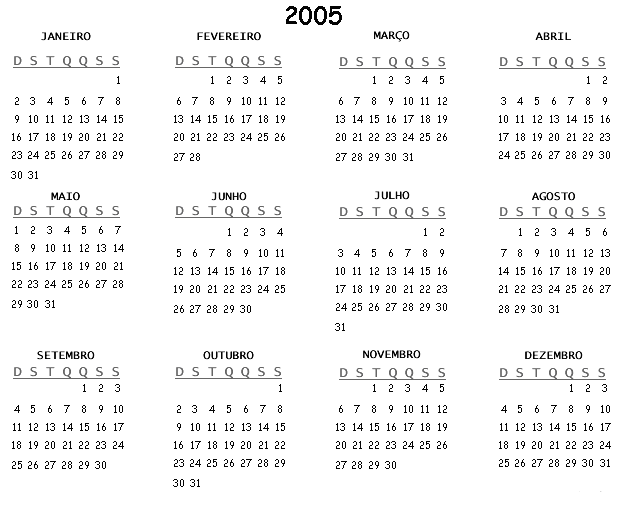 2005
JANEIRO
D S T Q Q S S
1
2 3 4 5 6 7 8
9 10 11 12 13 14 15
16 17 18 19 20 21 22
23 24 25 26 27 28 29
30 31
FEVEREIRO
D S T Q Q S S
1 2 3 4 5
6 7 8 9 10 11 12
13 14 15 16 17 18 19
20 21 22 23 24 25 26
27 28
MARÇO
D S T Q Q S S
1 2 3 4 5
6 7 8 9 10 11 12
13 14 15 16 17 18 19
20 21 22 23 24 25 26
27 28 29 30 31
ABRIL
D S T Q Q S S
1 2
3 4 5 6 7 8 9
10 11 12 13 14 15 16
17 18 19 20 21 22 23
24 25 26 27 28 29 30
MAIO
D S T Q Q S S
1 2 3 4 5 6 7
8 9 10 11 12 13 14
15 16 17 18 19 20 21
22 23 24 25 26 27 28
29 30 31
JUNHO
D S T Q Q S S
1 2 3 4
5 6 7 8 9 10 11
12 13 14 15 16 17 18
19 20 21 22 23 24 25
26 27 28 29 30
JULHO
D S T Q Q S S
1 2
3 4 5 6 7 8 9
10 11 12 13 14 15 16
17 18 19 20 21 22 23
24 25 26 27 28 29 30
31
AGOSTO
D S T Q Q S S
1 2 3 4 5 6
7 8 9 10 11 12 13
14 15 16 17 18 19 20
21 22 23 24 25 26 27
28 29 30 31
SETEMBRO
D S T Q Q S S
1 2 3
4 5 6 7 8 9 10
11 12 13 14 15 16 17
18 19 20 21 22 23 24
25 26 27 28 29 30
OUTUBRO
D S T Q Q S S
1
2 3 4 5 6 7 8
9 10 11 12 13 14 15
16 17 18 19 20 21 22
23 24 25 26 27 28 29
30 31
NOVEMBRO
D S T Q Q S S
1 2 3 4 5
6 7 8 9 10 11 12
13 14 15 16 17 18 19
20 21 22 23 24 25 26
27 28 29 30
DEZEMBRO
D S T Q Q S S
1 2 3
4 5 6 7 8 9 10
11 12 13 14 15 16 17
18 19 20 21 22 23 24
25 26 27 28 29 30 31